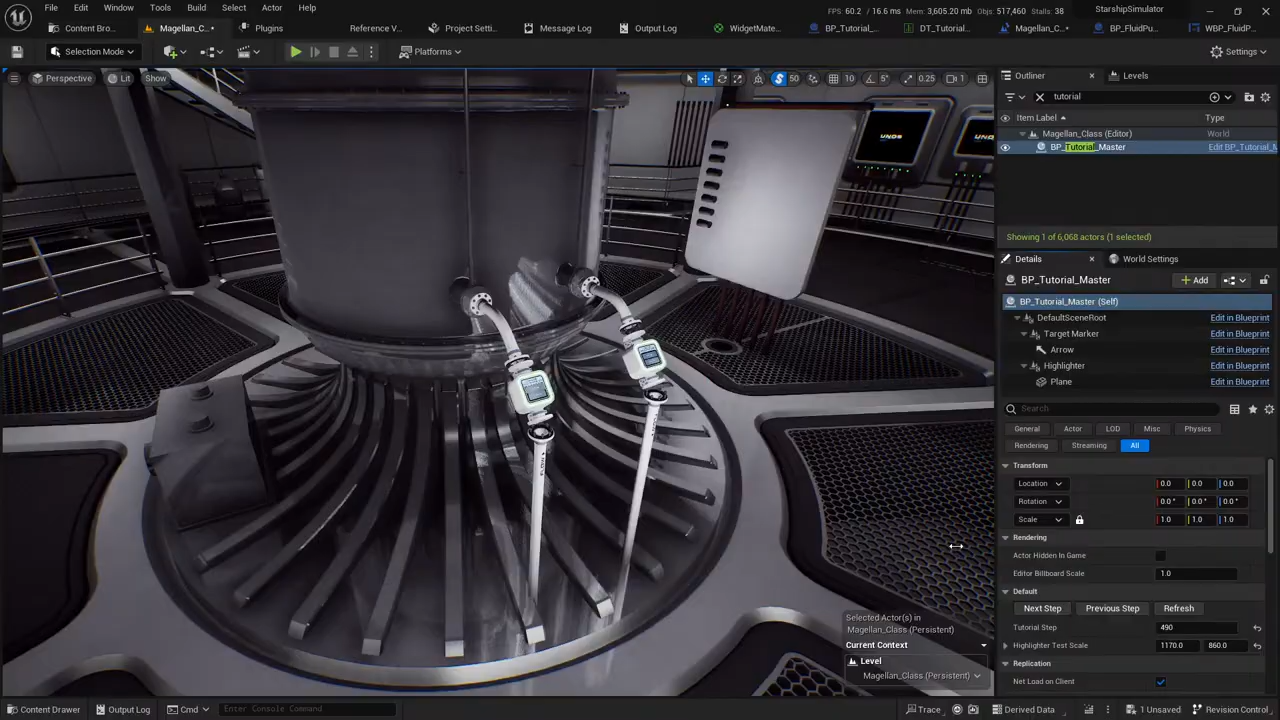 File Edit Window Tools Build Select Actor Help
FPS: 60.2 / 16.6 ms Mem: 3,605.20 mb Objs: 517,460 Stalls: 38
StarshipSimulator
Content Bro...
Magellan_C...•
Plugins
Reference V...
Project Setti...
Message Log
Output Log
WidgetMate...
BP_Tutorial...
DT_Tutorial...
Magellan_C...•
BP_FluidPu...
WBP_FluidP...
Selection Mode
Platforms
Settings
Perspective Lit Show
50 10 5° 0.25 1
Outliner
Levels
tutorial
Item Label Type
Magellan_Class (Editor) World
BP_Tutorial_Master Edit BP_Tutorial_M
Showing 1 of 6,068 actors (1 selected)
Details
World Settings
BP_Tutorial_Master
Add
BP_Tutorial_Master (Self)
DefaultSceneRoot Edit in Blueprint
Target Marker Edit in Blueprint
Arrow Edit in Blueprint
Highlighter Edit in Blueprint
Plane Edit in Blueprint
Search
General Actor LOD Misc Physics
Rendering Streaming All
Transform
Location 0.0 0.0 0.0
Rotation 0.0 ° 0.0 ° 0.0 °
Scale 1.0 1.0 1.0
Rendering
Actor Hidden In Game
Editor Billboard Scale 1.0
Default
Next Step Previous Step Refresh
Tutorial Step 490
Highlighter Test Scale 1170.0 860.0
Replication
Net Load on Client
FLOW
Selected Actor(s) in
Magellan_Class (Persistent)
Current Context
Level
Magellan_Class (Persistent)
Content Drawer
Output Log
Cmd
Enter Console Command
Trace
Derived Data
1 Unsaved
Revision Control